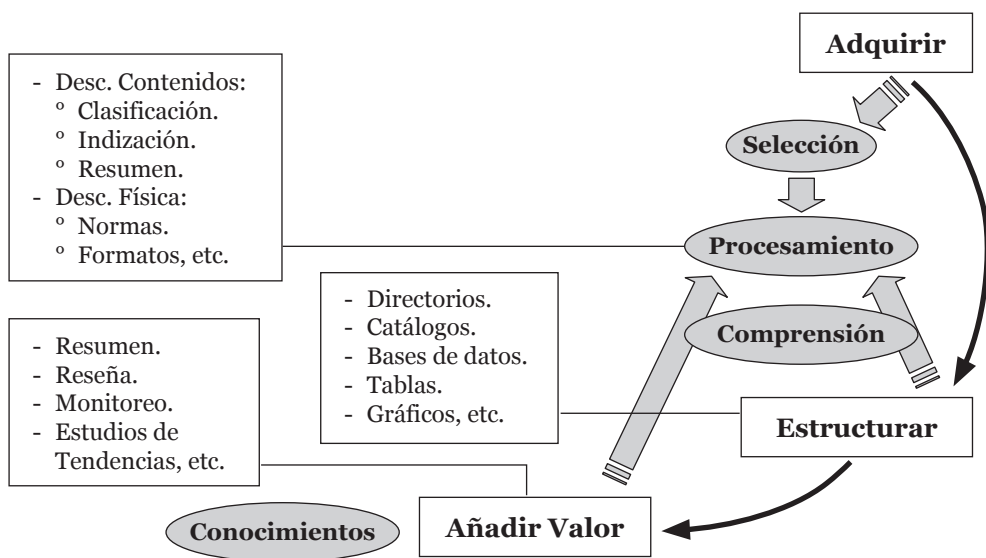 Adquirir
- Desc. Contenidos:
º Clasificación.
º Indización.
º Resumen.
- Desc. Física:
º Normas.
º Formatos, etc.
Selección
Procesamiento
- Directorios.
- Catálogos.
- Bases de datos.
- Tablas.
- Gráficos, etc.
Comprensión
- Resumen.
- Reseña.
- Monitoreo.
- Estudios de
Tendencias, etc.
Estructurar
Conocimientos
Añadir Valor